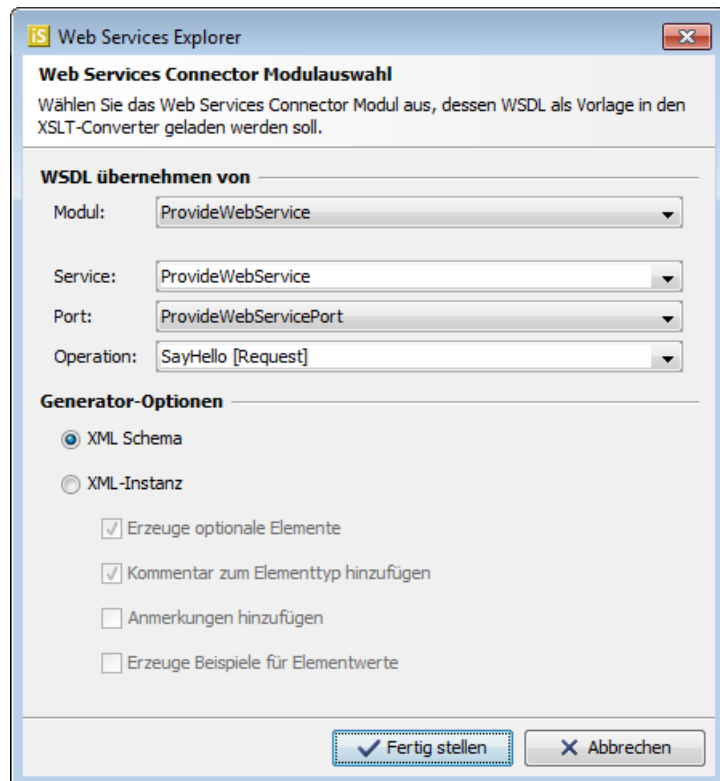 iS Web Services Explorer
Web Services Connector Modulauswahl
Wählen Sie das Web Services Connector Modul aus, dessen WSDL als Vorlage in den
XSLT-Converter geladen werden soll.
WSDL übernehmen von
Modul: ProvideWebService
Service: ProvideWebService
Port: ProvideWebServicePort
Operation: SayHello [Request]
Generator-Optionen
XML Schema
XML-Instanz
Erzeuge optionale Elemente
Kommentar zum Elementtyp hinzufügen
Anmerkungen hinzufügen
Erzeuge Beispiele für Elementwerte
Fertig stellen Abbrechen